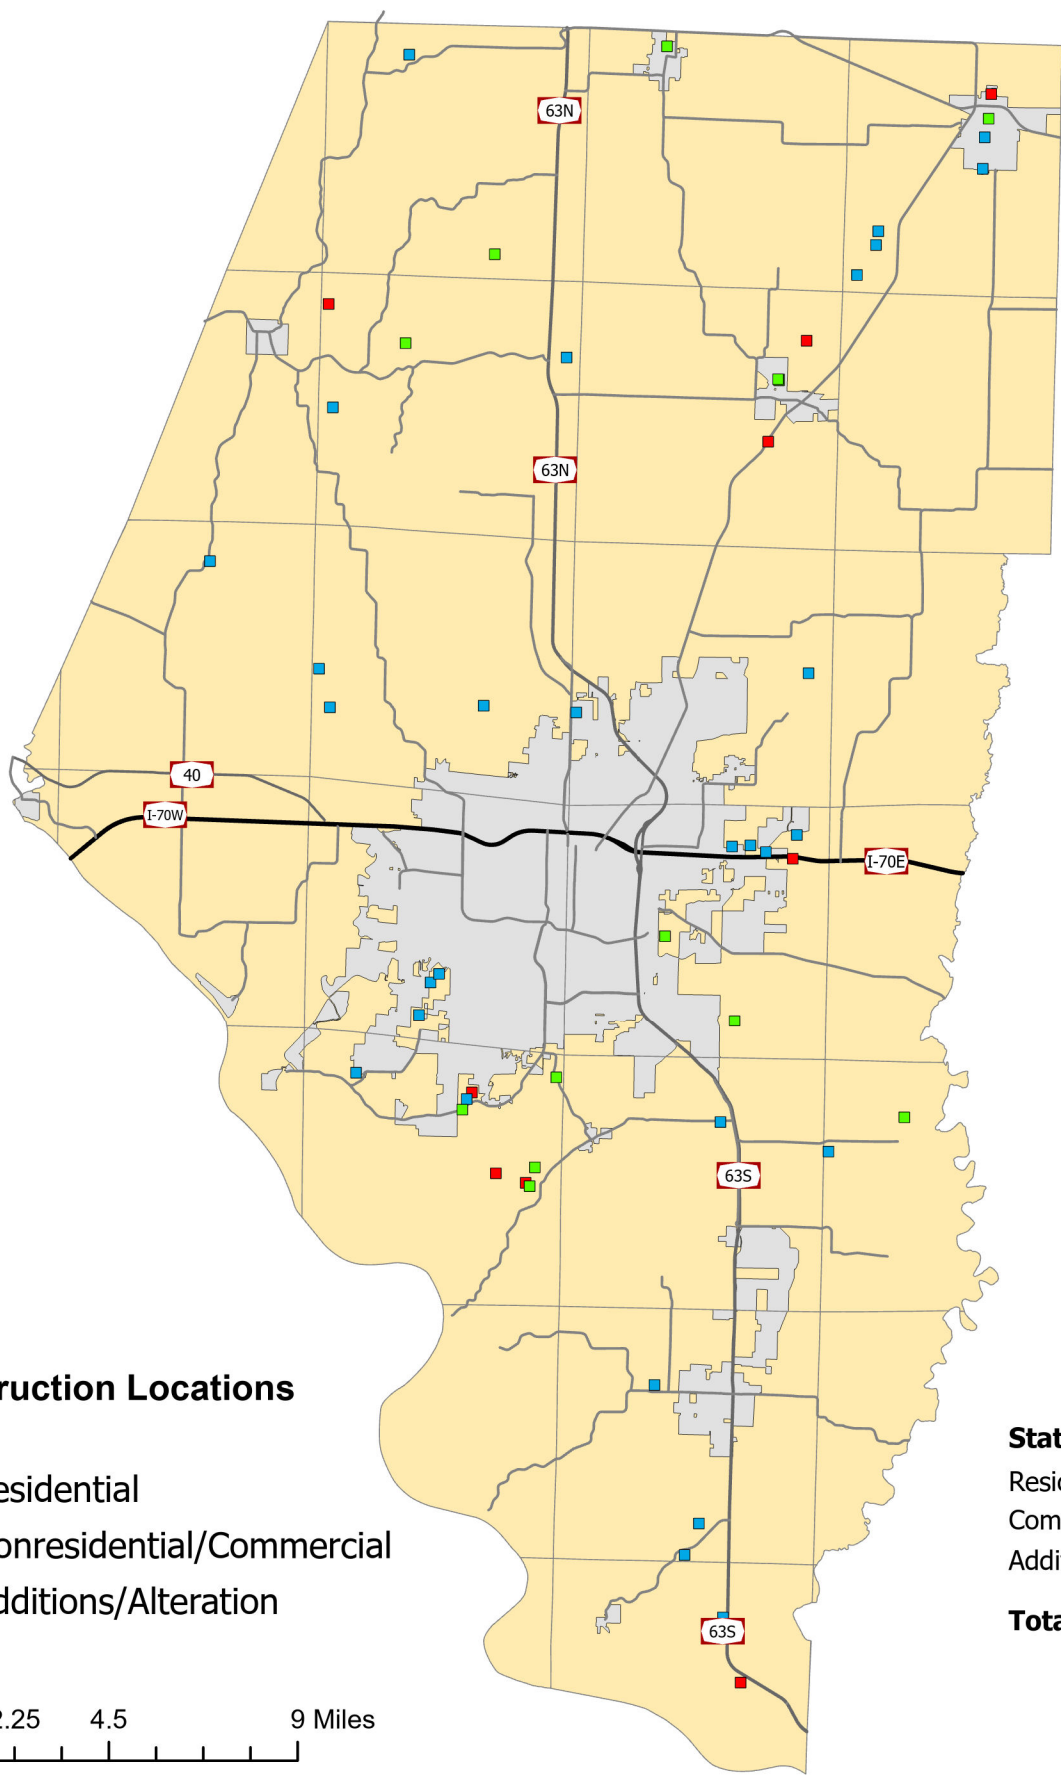 63N
63N
40
I-70W
I-70E
63S
ruction Locations
esidential
onresidential/Commercial
dditions/Alteration
2.25 4.5 9 Miles
Stat
Resid
Com
Addi
Tota
63S